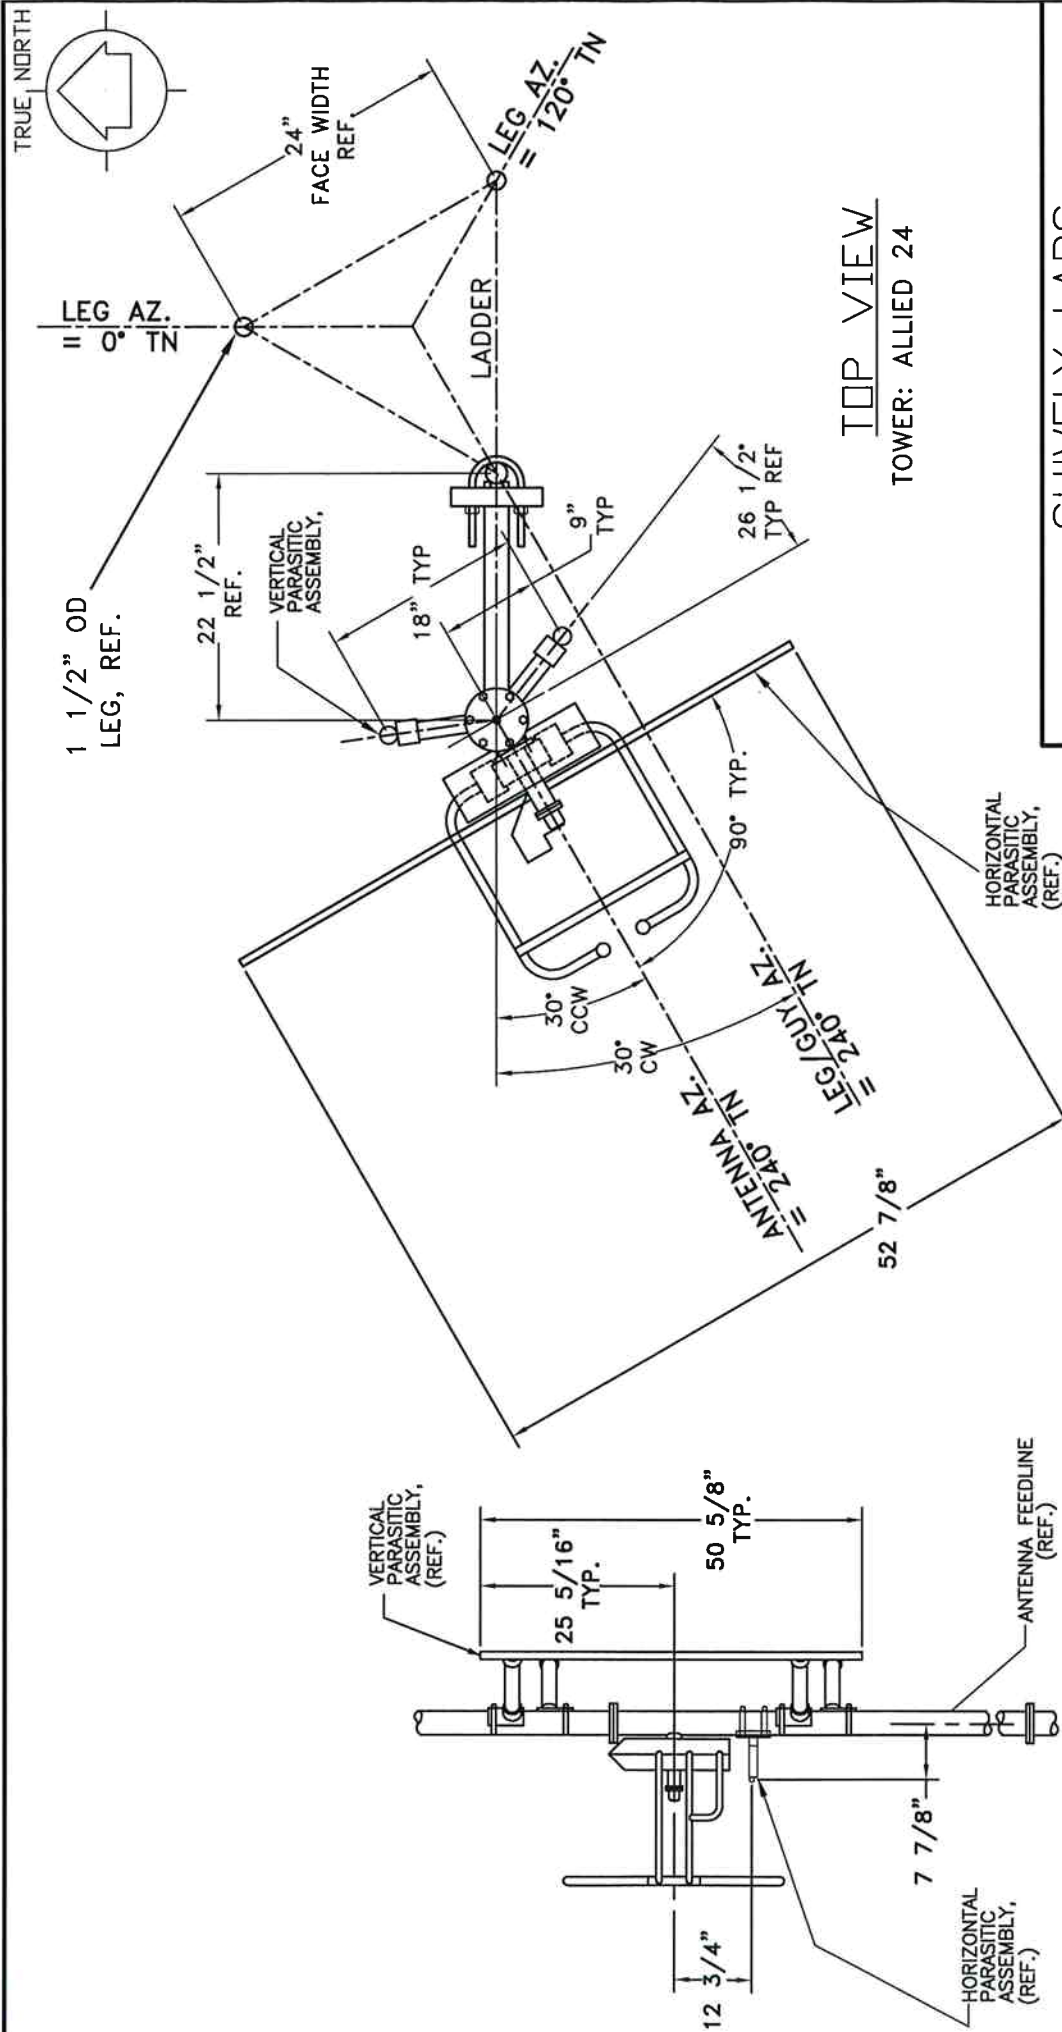 TRUE NORTH
24"
FACE WIDTH
REF.
LEG AZ.
= 120° TN
LEG AZ.
= 0° TN
1 1/2" OD
LEG, REF.
22 1/2"
REF.
LADDER
VERTICAL
PARASITIC
ASSEMBLY,
18" TYP
9"
TYP
26 1/2°
TYP REF
TOP VIEW
TOWER: ALLIED 24
90° TYP.
30°
CCW
30°
CW
HORIZONTAL
PARASITIC
ASSEMBLY,
(REF.)
ANTENNA AZ.
= 240° TN
LEG/GUY AZ.
= 240° TN
52 7/8"
VERTICAL
PARASITIC
ASSEMBLY,
(REF.)
25 5/16"
TYP.
50 5/8"
TYP.
ANTENNA FEEDLINE
(REF.)
7 7/8"
12 3/4"
HORIZONTAL
PARASITIC
ASSEMBLY,
(REF.)